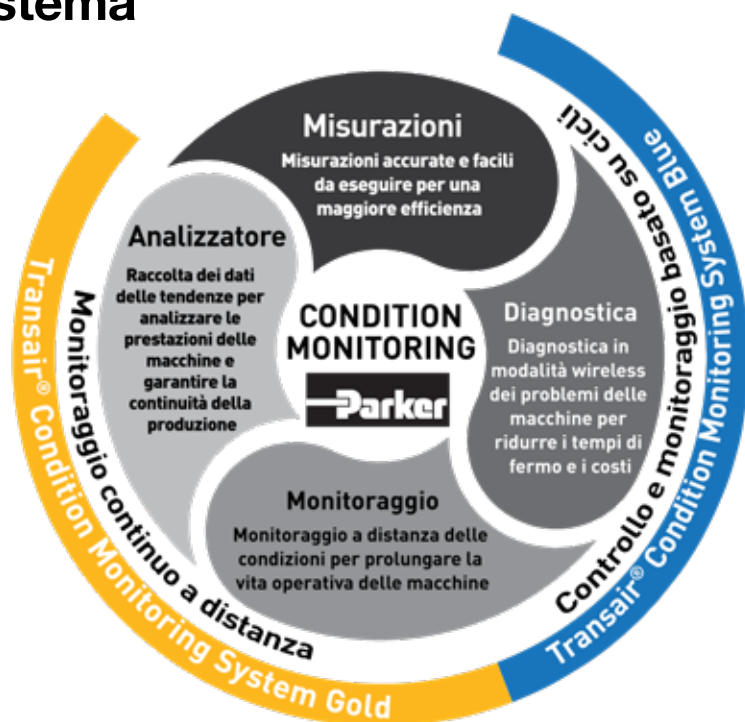 stema
Misurazioni
Misurazioni accurate e facili
da eseguire per una
maggiore efficienza
Analizzatore
Raccolta dei dati
delle tendenze per
analizzare le
prestazioni delle
macchine e
garantire la
continuità della
produzione
CONDITION
MONITORING
Parker
Diagnostica
Diagnostica in
modalità wireless
dei problemi delle
macchine per
ridurre i tempi di
fermo e i costi
Monitoraggio
Monitoraggio a distanza delle
condizioni per prolungare la
vita operativa delle macchine
Monitoraggio continuo a distanza
Transair® Condition Monitoring System Gold
Controllo e monitoraggio basato su cicli
Transair® Condition Monitoring System Blue